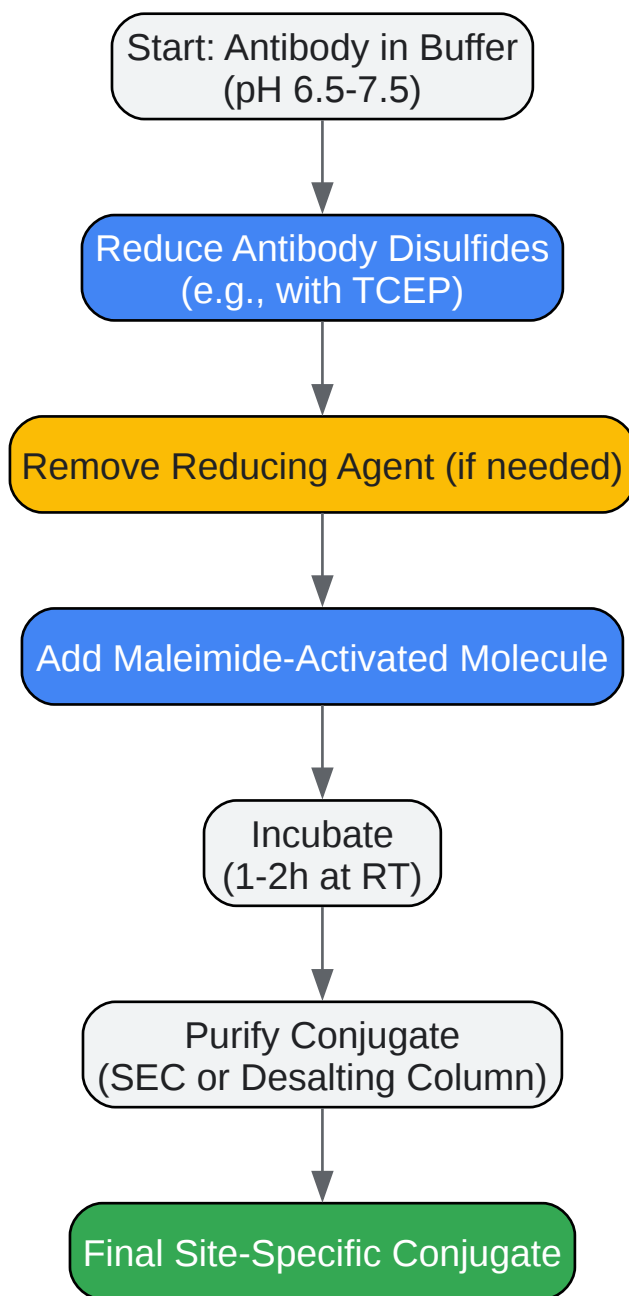 Start: Antibody in Buffer
(pH 6.5-7.5)
Reduce Antibody Disulfides
(e.g., with TCEP)
Remove Reducing Agent (if needed)
Add Maleimide-Activated Molecule
Incubate
(1-2h at RT)
Purify Conjugate
(SEC or Desalting Column)
Final Site-Specific Conjugate